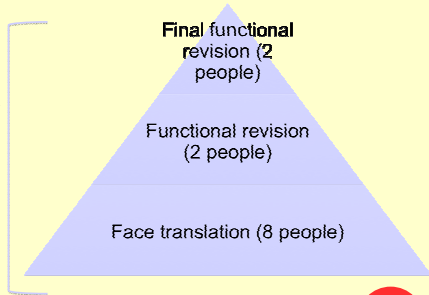 Final functional
revision (2
people)
Functional revision
(2 people)
Face translation (8 people)